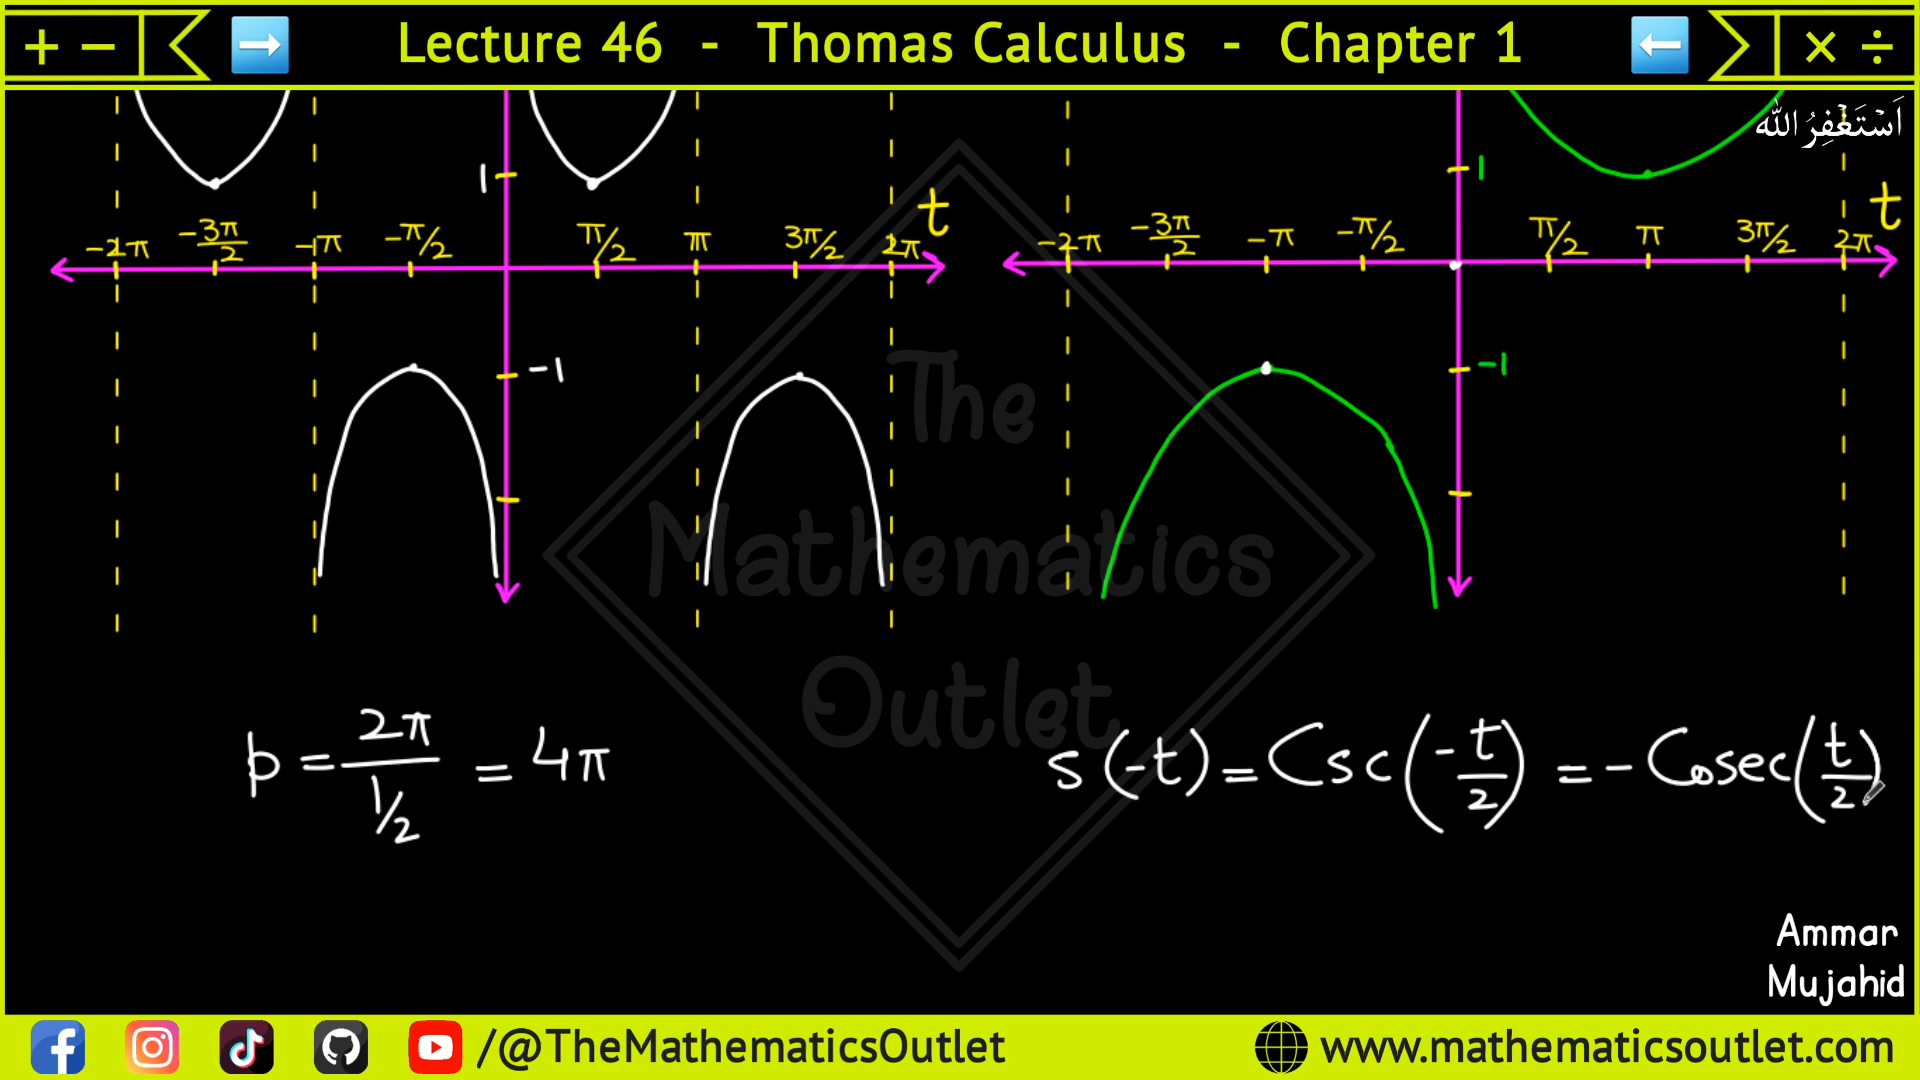 + − ➡ Lecture 46 - Thomas Calculus - Chapter 1 ⬅ × ÷
اَسْتَغْفِرُ اللّٰه
1
t
-2π -3π/2 -π -π/2 π/2 π 3π/2 2π
-1
1
t
-2π -3π/2 -π -π/2 π/2 π 3π/2 2π
-1
The
Mathematics
Outlet
p = 2π / 1/2 = 4π
s(-t) = Csc(-t/2) = - Cosec(t/2)
Ammar
Mujahid
/@TheMathematicsOutlet
www.mathematicsoutlet.com